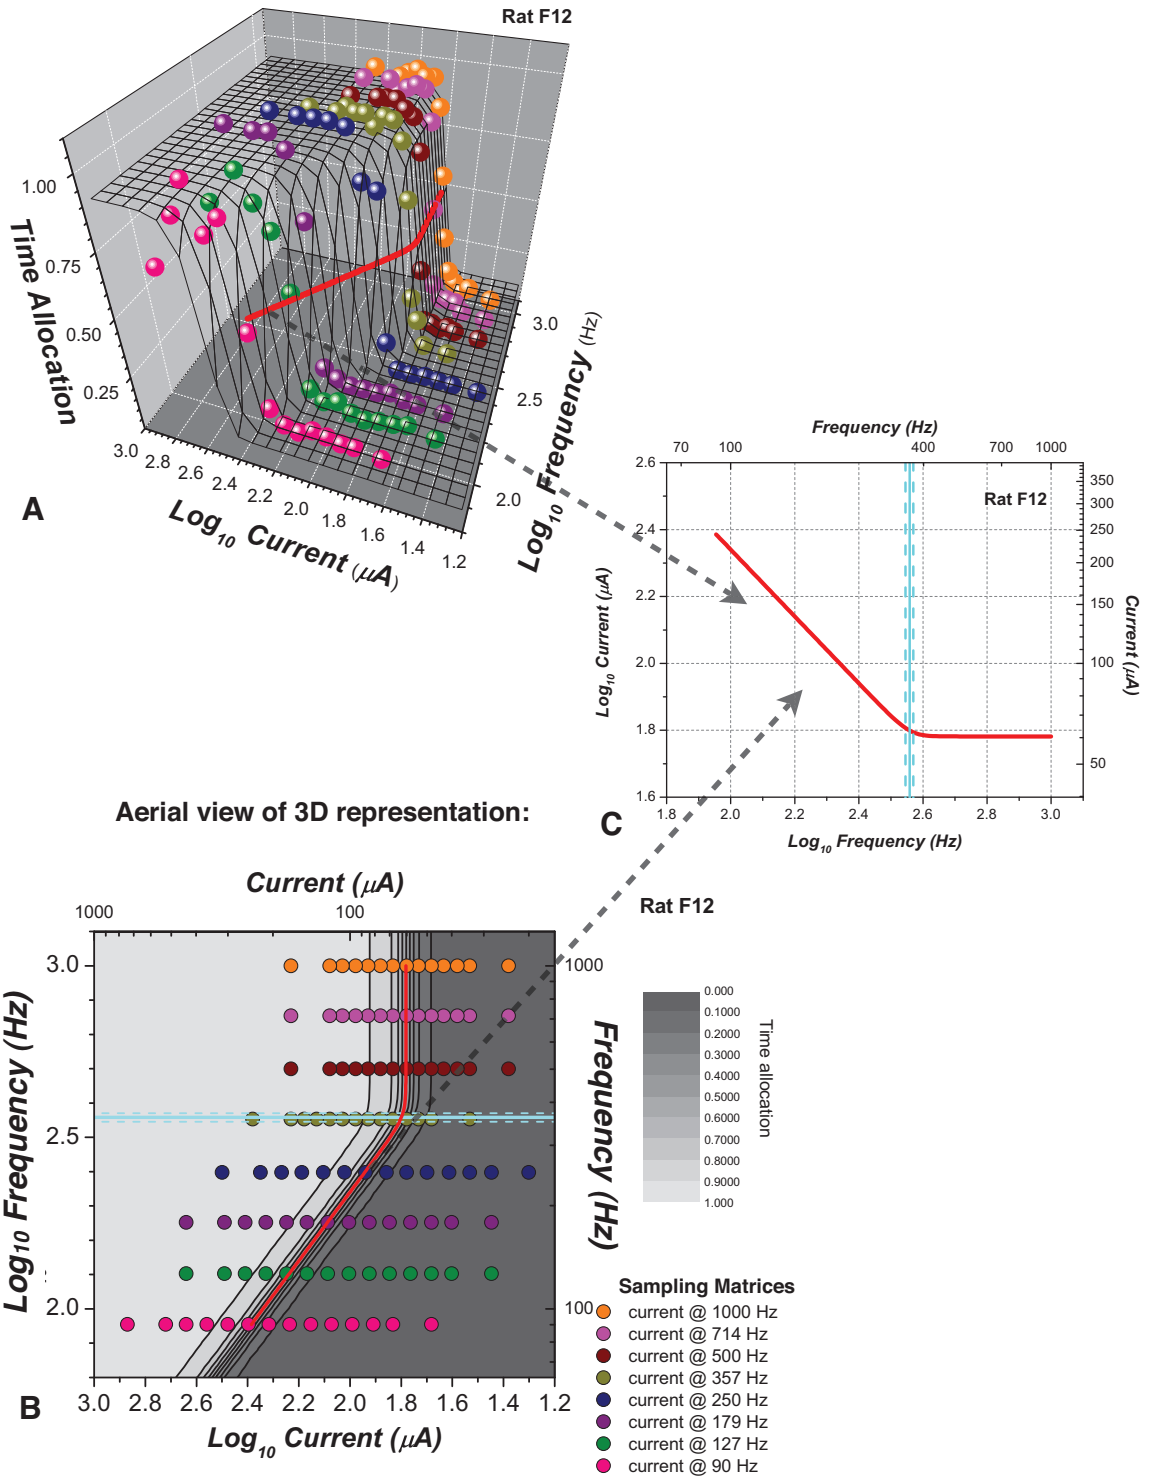 Rat F12
1.00
0.75
0.50
0.25
Time Allocation
3.0
2.8
2.6
2.4
2.2
2.0
1.8
1.6
1.4
1.2
Log10 Current (µA)
3.0
2.5
2.0
Log10 Frequency (Hz)
A
Frequency (Hz)
70 100 400 700 1000
Rat F12
2.6
2.4
2.2
2.0
1.8
1.6
Log10 Current (µA)
350
300
250
200
150
100
50
Current (µA)
1.8 2.0 2.2 2.4 2.6 2.8 3.0
Log10 Frequency (Hz)
C
Aerial view of 3D representation:
Current (µA)
1000 100
Rat F12
3.0
2.5
2.0
Log10 Frequency (Hz)
1000
100
Frequency (Hz)
3.0 2.8 2.6 2.4 2.2 2.0 1.8 1.6 1.4 1.2
Log10 Current (µA)
B
0.000
0.1000
0.2000
0.3000
0.4000
0.5000
0.6000
0.7000
0.8000
0.9000
1.000
Time allocation
Sampling Matrices
current @ 1000 Hz
current @ 714 Hz
current @ 500 Hz
current @ 357 Hz
current @ 250 Hz
current @ 179 Hz
current @ 127 Hz
current @ 90 Hz